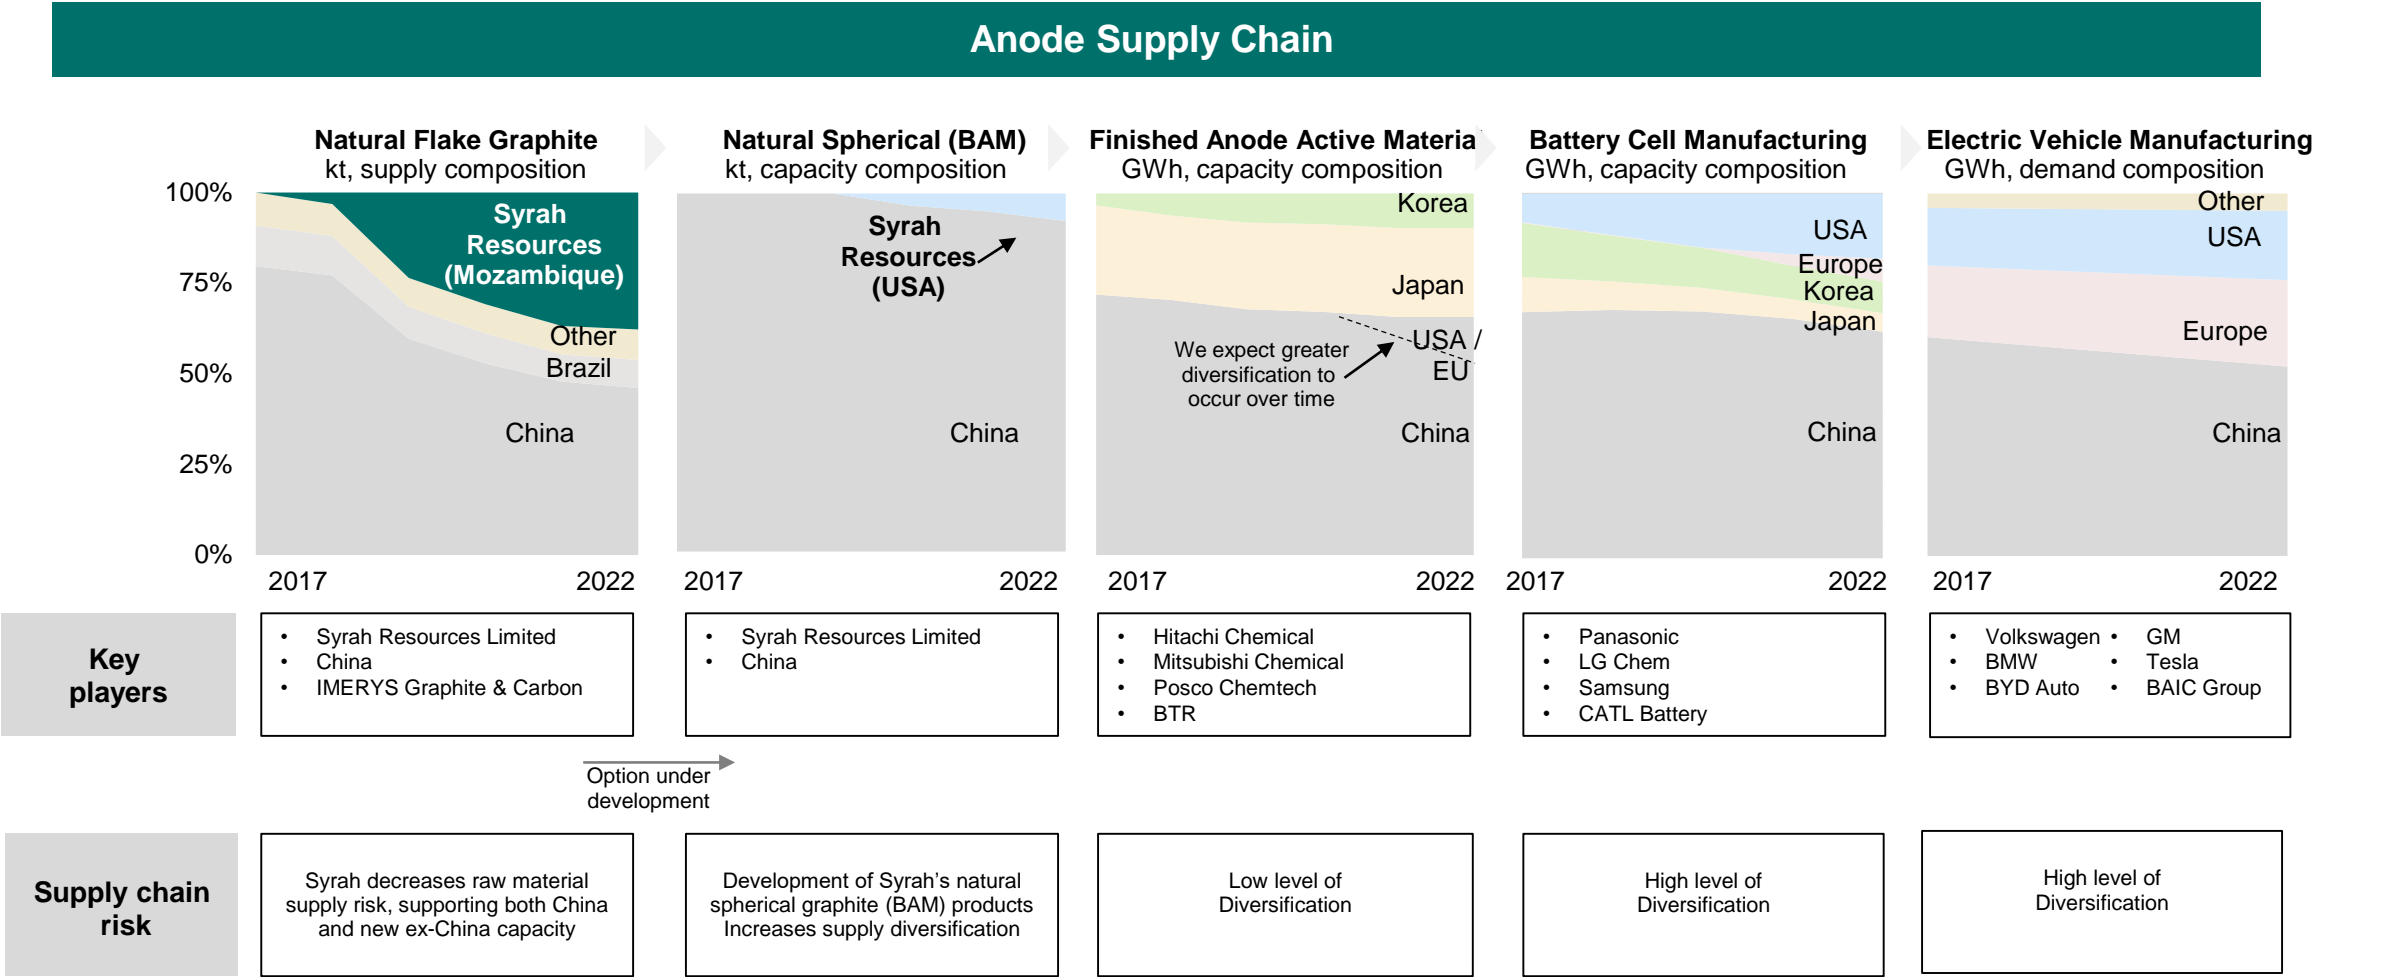 Anode Supply Chain
Natural Flake Graphite
kt, supply composition
Natural Spherical (BAM)
kt, capacity composition
Finished Anode Active Materia
GWh, capacity composition
Battery Cell Manufacturing
GWh, capacity composition
Electric Vehicle Manufacturing
GWh, demand composition
100%
75%
50%
25%
0%
Syrah
Resources
(Mozambique)
Other
Brazil
China
2017
2022
Syrah
Resources
(USA)
China
2017
2022
Korea
Japan
USA /
EU
We expect greater
diversification to
occur over time
China
2017
2022
USA
Europe
Korea
Japan
China
2017
2022
Other
USA
Europe
China
2017
2022
Key
players
• Syrah Resources Limited
• China
• IMERYS Graphite & Carbon
• Syrah Resources Limited
• China
• Hitachi Chemical
• Mitsubishi Chemical
• Posco Chemtech
• BTR
• Panasonic
• LG Chem
• Samsung
• CATL Battery
• Volkswagen
• BMW
• BYD Auto
• GM
• Tesla
• BAIC Group
Option under
development
Supply chain
risk
Syrah decreases raw material
supply risk, supporting both China
and new ex-China capacity
Development of Syrah’s natural
spherical graphite (BAM) products
Increases supply diversification
Low level of
Diversification
High level of
Diversification
High level of
Diversification